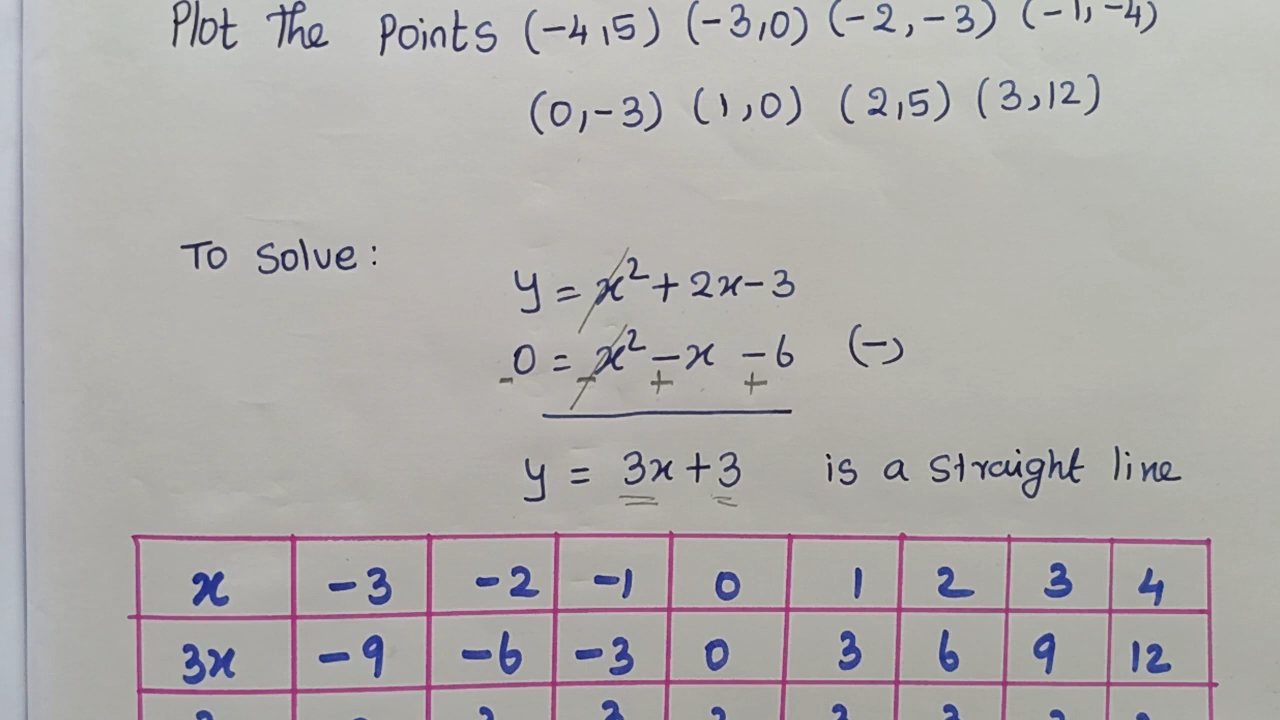 Plot The Points (-4,5) (-3,0) (-2,-3) (-1,-4)
(0,-3) (1,0) (2,5) (3,12)
To Solve:
y = x² + 2x - 3
0 = x² - x - 6 (-)
- - + +
y = 3x + 3 is a straight line
x -3 -2 -1 0 1 2 3 4
3x -9 -6 -3 0 3 6 9 12